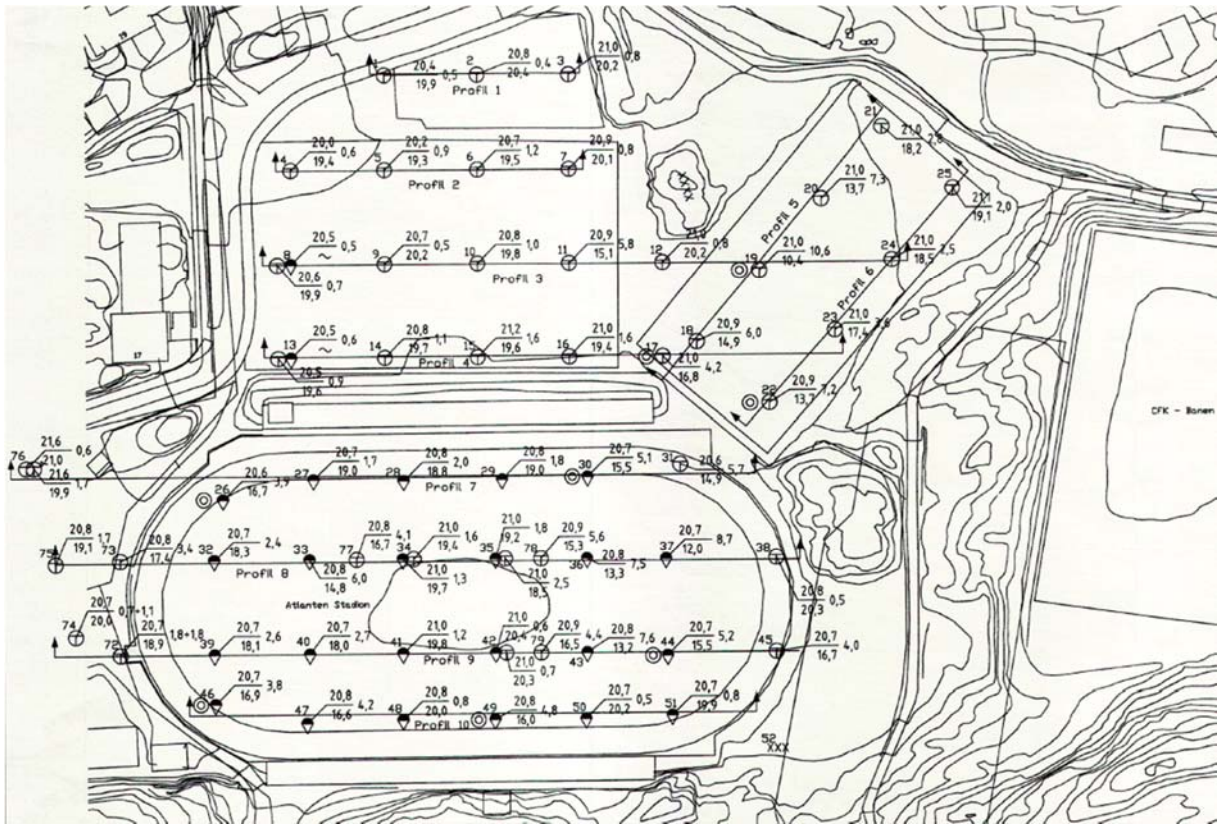 19
1 20,4 0,5 2 20,8 0,4 3 21,0 0,8
19,9 20,4 20,2
Profil 1
4 20,0 0,6 5 20,2 0,9 6 20,7 1,2 7 20,9 0,8
19,4 19,3 19,5 20,1
Profil 2
21 21,0 2,8
18,2
XXXX
20 21,0 7,3
13,7
25 21,1 2,0
19,1
Profil 5
8 20,5 0,5 9 20,7 0,5 10 20,8 1,0 11 20,9 5,8 12 21,0 0,8
~ 20,2 19,8 15,1 20,2
20,6 0,7
19,9
Profil 3
19 21,0 10,6
10,4
24 21,0 2,5
18,5
Profil 6
13 20,5 0,6 14 20,8 1,1 15 21,2 1,6 16 21,0 1,6
~ 19,7 19,6 19,4
20,5 0,9
19,6
Profil 4
17 21,0 4,2
16,8
18 20,9 6,0
14,9
23 21,0 3,6
17,4
22 20,9 7,2
13,7
17
CFK - Banen
76 21,6 0,6
21,0
21,6 1,7
19,9
26 20,6 3,9 27 20,7 1,7 28 20,8 2,0 29 20,8 1,8 30 20,7 5,1 31 20,6 5,7
16,7 19,0 18,8 19,0 15,5 14,9
Profil 7
75 20,8 1,7 73 20,8 3,4 32 20,7 2,4 33 20,8 6,0 77 20,8 4,1 34 21,0 1,6 35 21,0 1,8 78 20,9 5,6 36 20,8 7,5 37 20,7 8,7 38 20,8 0,5
19,1 17,4 18,3 14,8 16,7 19,4 19,2 15,3 13,3 12,0 20,3
21,0 1,3 21,0 2,5
19,7 18,5
Profil 8
Atlanten Stadion
74 20,7 0,7+1,1
20,0
72 20,7 1,8+1,8 39 20,7 2,6 40 20,7 2,7 41 21,0 1,2 42 21,0 0,6 79 20,9 4,4 43 20,8 7,6 44 20,7 5,2 45 20,7 4,0
18,9 18,1 18,0 19,8 20,4 16,5 13,2 15,5 16,7
21,0 0,7
20,3
Profil 9
46 20,7 3,8 47 20,8 4,2 48 20,8 0,8 49 20,8 4,8 50 20,7 0,5 51 20,7 0,8
16,9 16,6 20,0 16,0 20,2 19,9
Profil 10
52
XXX